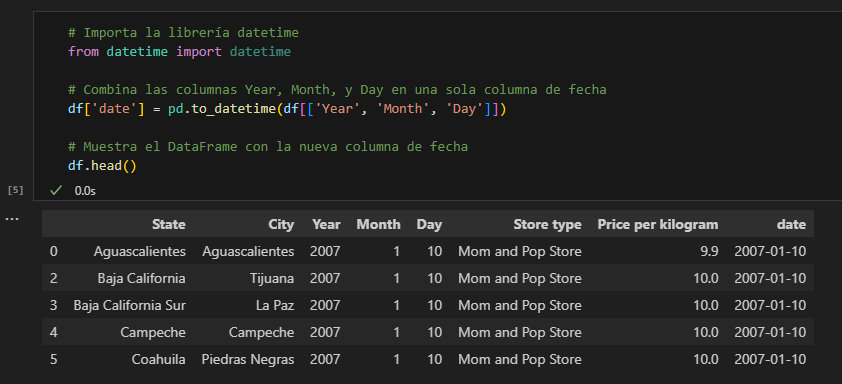 # Importa la librería datetime
from datetime import datetime
# Combina las columnas Year, Month, y Day en una sola columna de fecha
df['date'] = pd.to_datetime(df[['Year', 'Month', 'Day']])
# Muestra el DataFrame con la nueva columna de fecha
df.head()
[5] ✓ 0.0s
...
State City Year Month Day Store type Price per kilogram date
0 Aguascalientes Aguascalientes 2007 1 10 Mom and Pop Store 9.9 2007-01-10
2 Baja California Tijuana 2007 1 10 Mom and Pop Store 10.0 2007-01-10
3 Baja California Sur La Paz 2007 1 10 Mom and Pop Store 10.0 2007-01-10
4 Campeche Campeche 2007 1 10 Mom and Pop Store 10.0 2007-01-10
5 Coahuila Piedras Negras 2007 1 10 Mom and Pop Store 10.0 2007-01-10